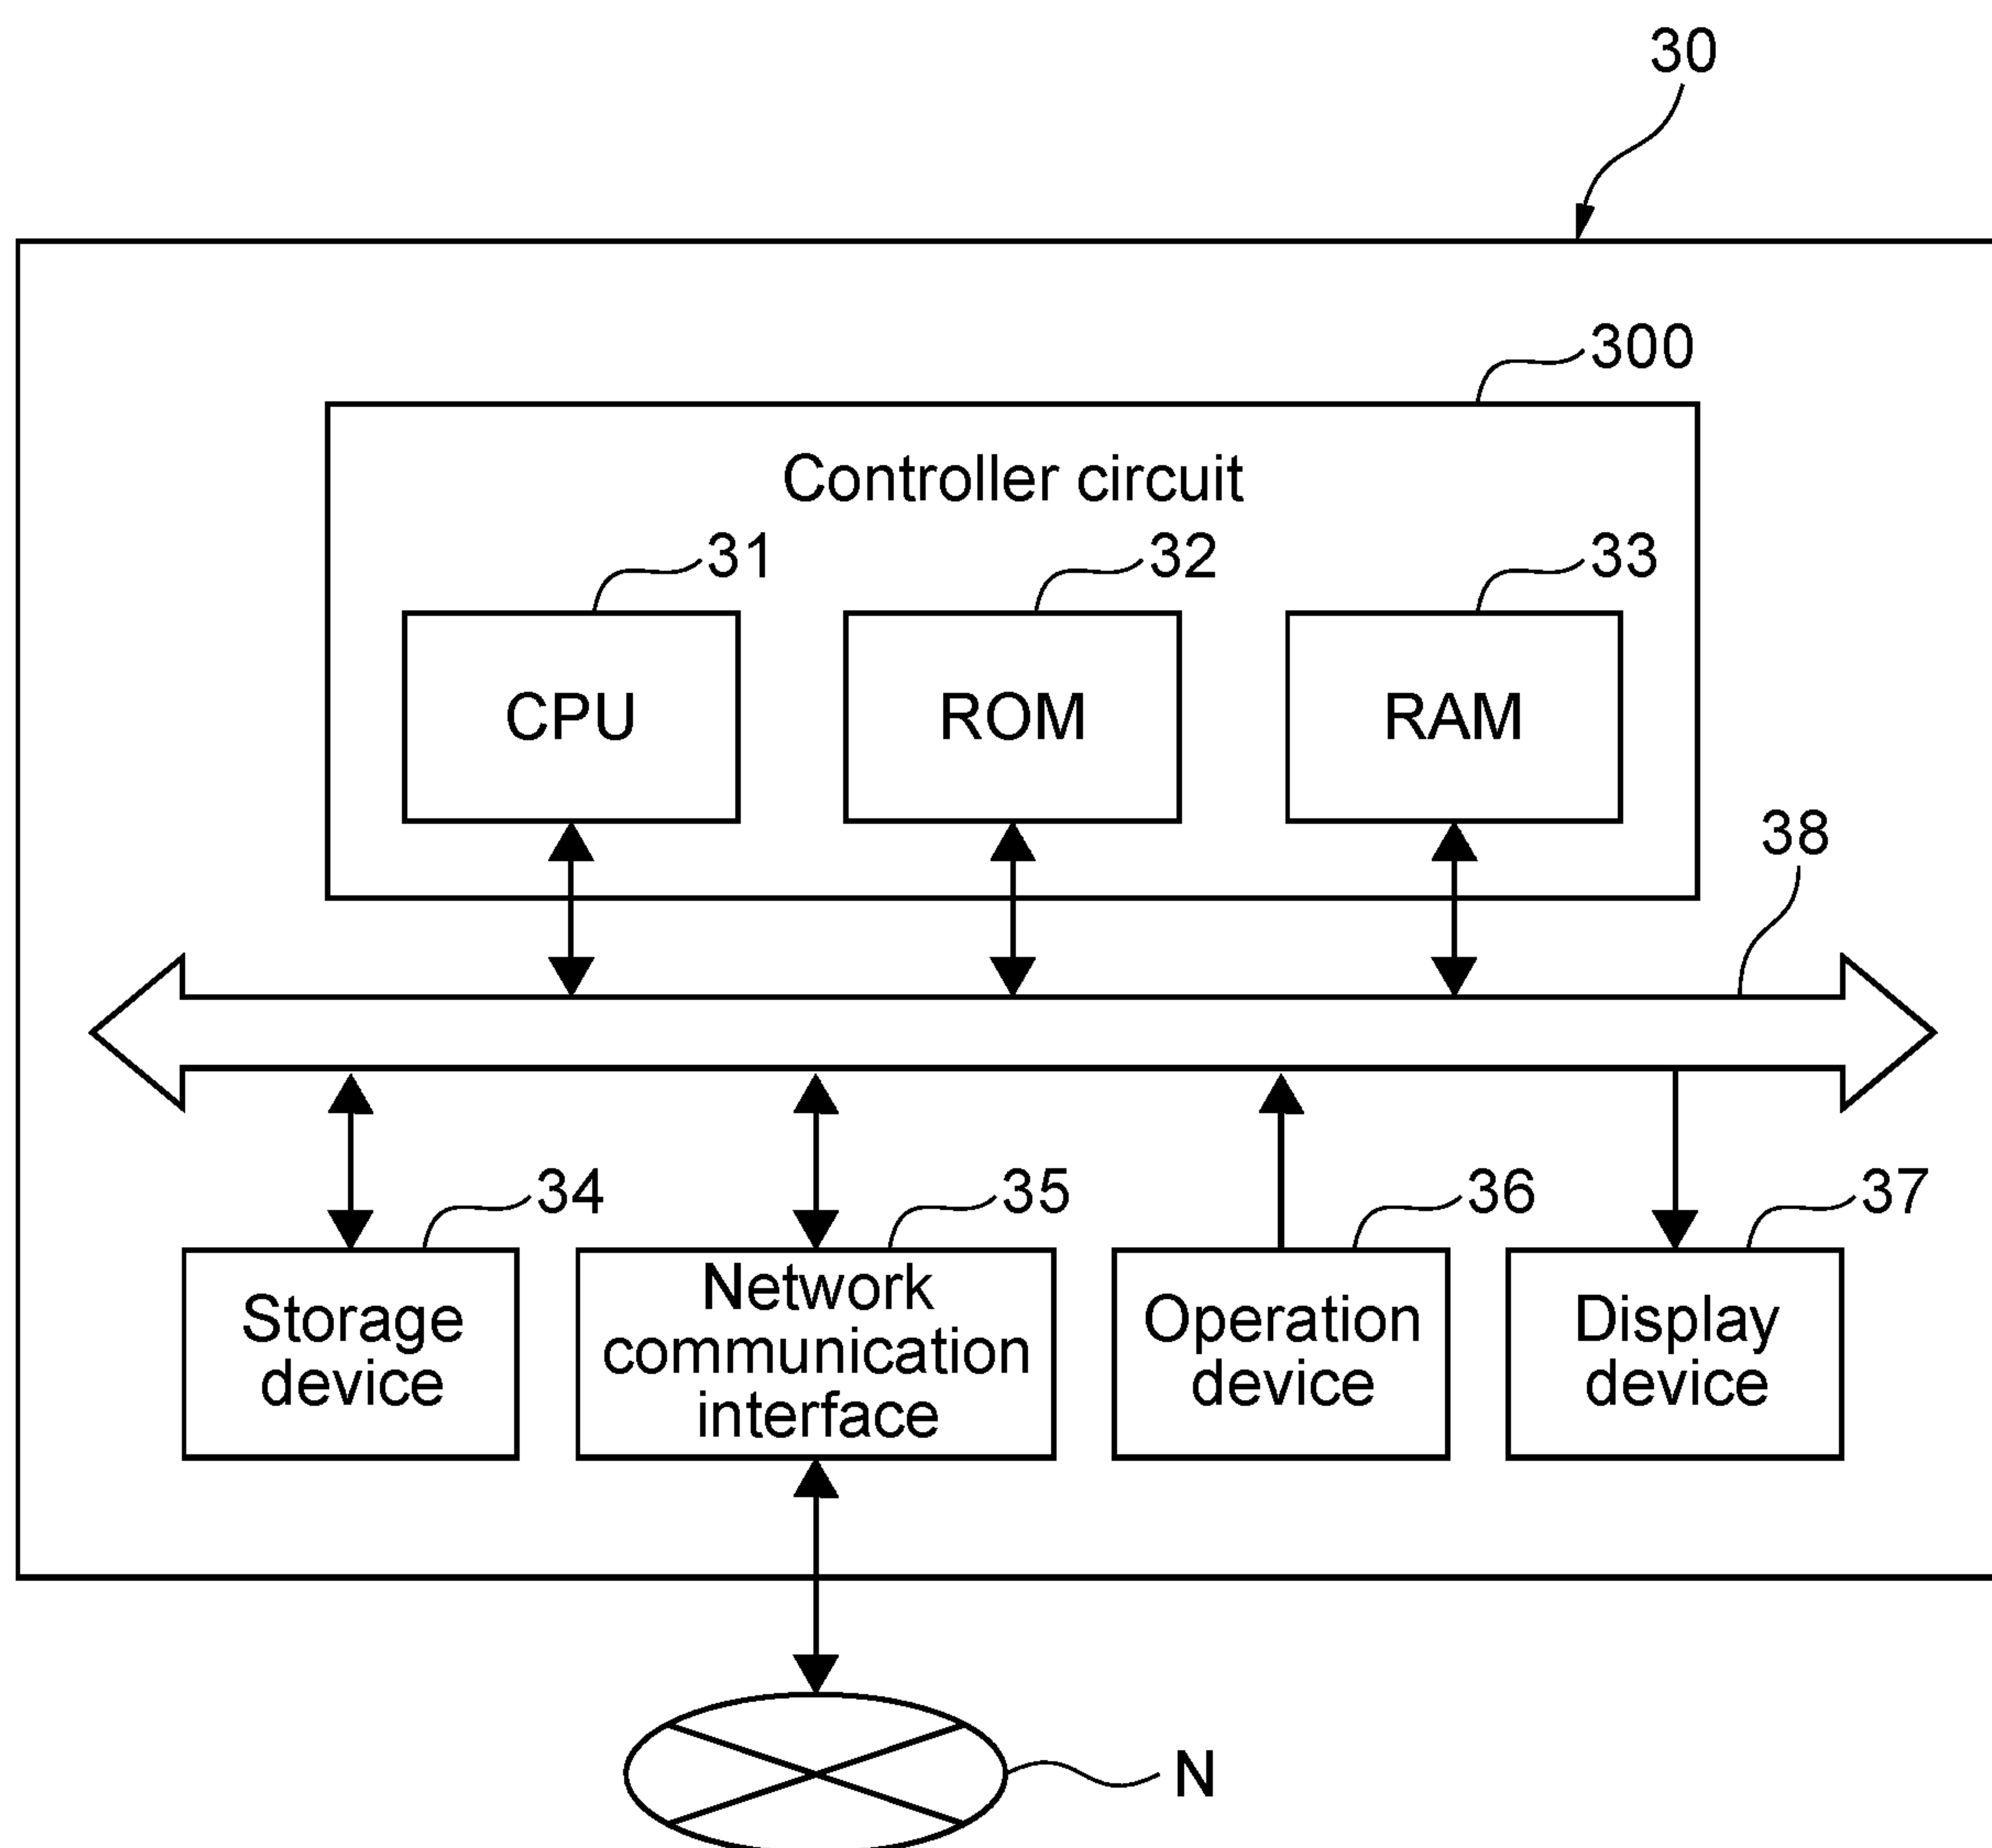 30
300
Controller circuit
31
32
33
CPU
ROM
RAM
38
34
35
36
37
Storage
device
Network
communication
interface
Operation
device
Display
device
N